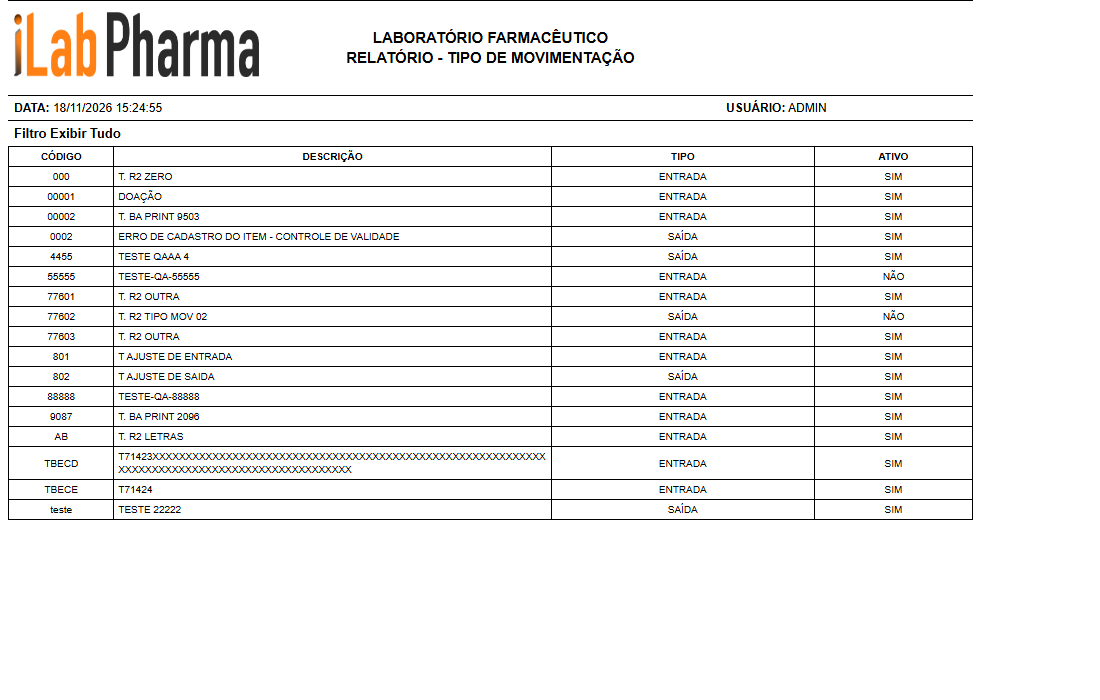 iLab Pharma
LABORATÓRIO FARMACÊUTICO
RELATÓRIO - TIPO DE MOVIMENTAÇÃO
DATA: 18/11/2026 15:24:55 USUÁRIO: ADMIN
Filtro Exibir Tudo
CÓDIGO DESCRIÇÃO TIPO ATIVO
000 T. R2 ZERO ENTRADA SIM
00001 DOAÇÃO ENTRADA SIM
00002 T. BA PRINT 9503 ENTRADA SIM
0002 ERRO DE CADASTRO DO ITEM - CONTROLE DE VALIDADE SAÍDA SIM
4455 TESTE QAAA 4 SAÍDA SIM
55555 TESTE-QA-55555 ENTRADA NÃO
77601 T. R2 OUTRA ENTRADA SIM
77602 T. R2 TIPO MOV 02 SAÍDA NÃO
77603 T. R2 OUTRA ENTRADA SIM
801 T AJUSTE DE ENTRADA ENTRADA SIM
802 T AJUSTE DE SAIDA SAÍDA SIM
88888 TESTE-QA-88888 ENTRADA SIM
9087 T. BA PRINT 2096 ENTRADA SIM
AB T. R2 LETRAS ENTRADA SIM
TBECD T71423XXXXXXXXXXXXXXXXXXXXXXXXXXXXXXXXXXXXXXXXXXXXXXXXXXXXXXXXXXX
XXXXXXXXXXXXXXXXXXXXXXXXXXXXXXXXXXX ENTRADA SIM
TBECE T71424 ENTRADA SIM
teste TESTE 22222 SAÍDA SIM